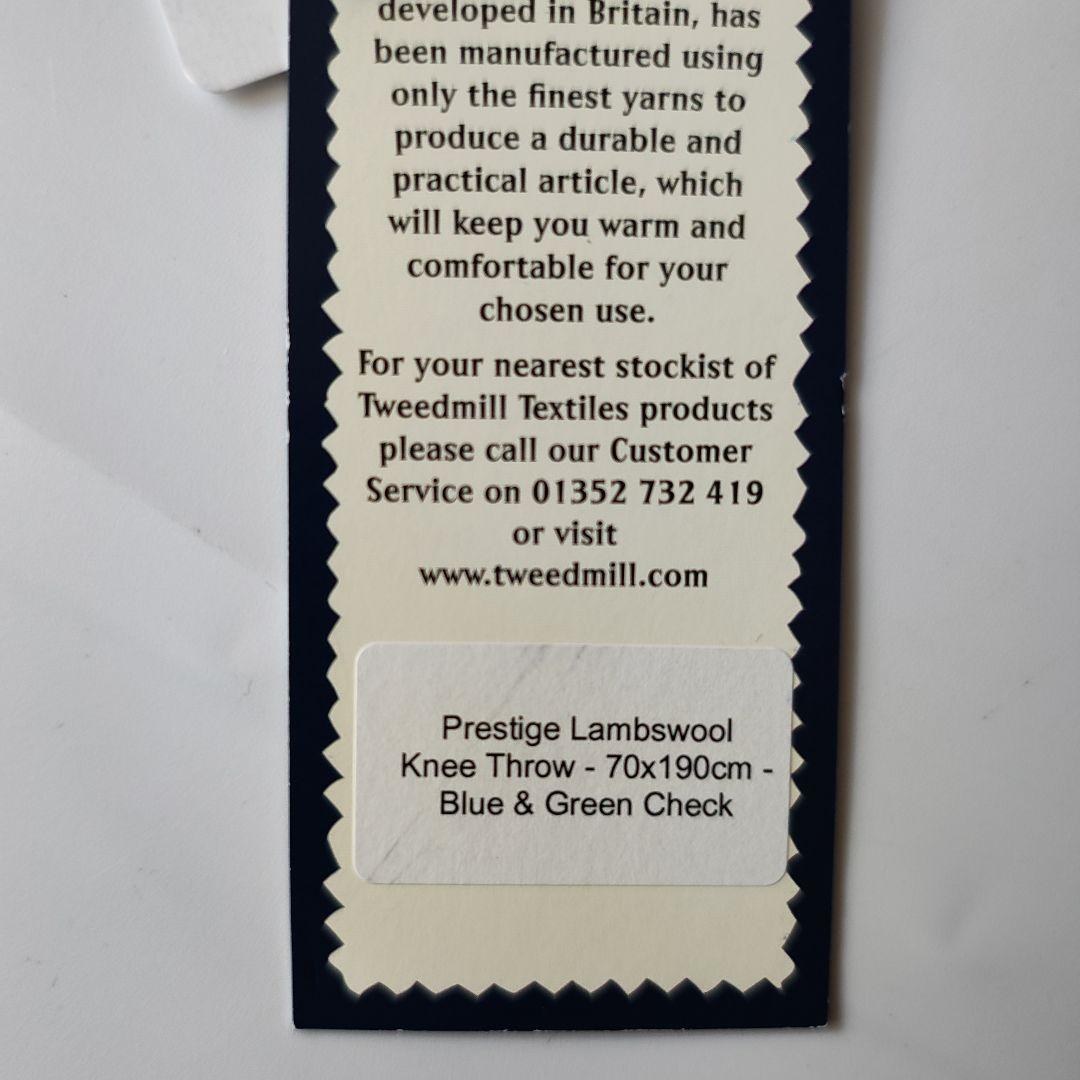 developed in Britain, has
been manufactured using
only the finest yarns to
produce a durable and
practical article, which
will keep you warm and
comfortable for your
chosen use.
For your nearest stockist of
Tweedmill Textiles products
please call our Customer
Service on 01352 732 419
or visit
www.tweedmill.com
Prestige Lambswool
Knee Throw - 70x190cm -
Blue & Green Check